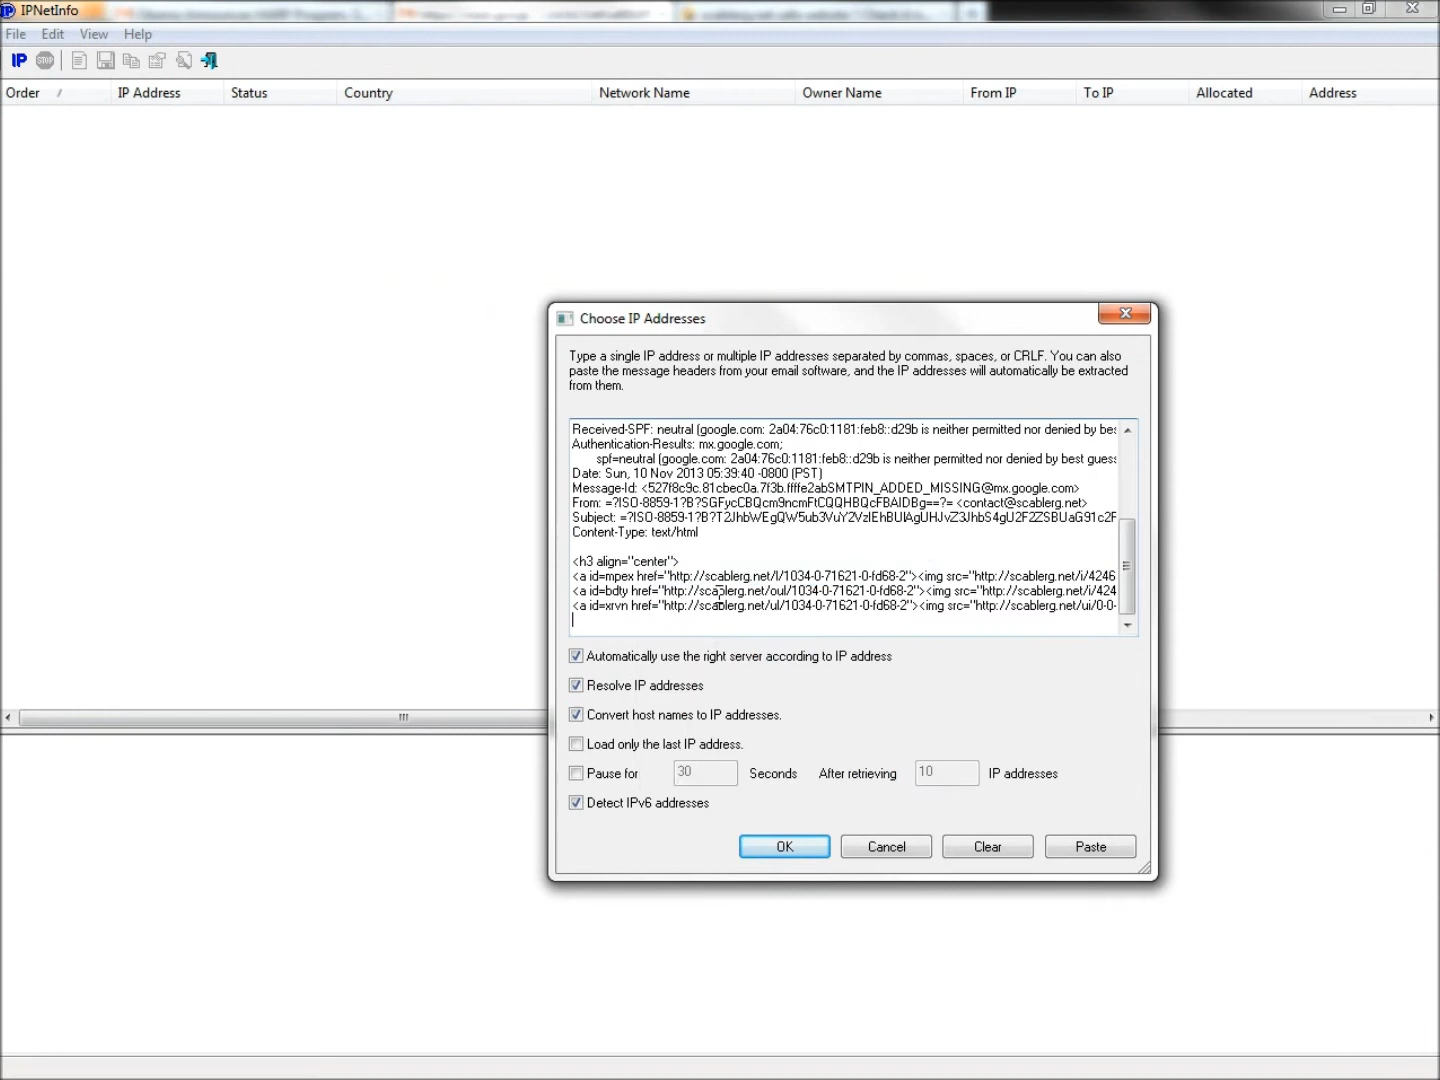 IPNetInfo
File Edit View Help
IP STOP
Order / IP Address Status Country Network Name Owner Name From IP To IP Allocated Address
Choose IP Addresses
Type a single IP address or multiple IP addresses separated by commas, spaces, or CRLF. You can also
paste the message headers from your email software, and the IP addresses will automatically be extracted
from them.
Received-SPF: neutral (google.com: 2a04:76c0:1181:feb8::d29b is neither permitted nor denied by bes
Authentication-Results: mx.google.com;
spf=neutral (google.com: 2a04:76c0:1181:feb8::d29b is neither permitted nor denied by best gues
Date: Sun, 10 Nov 2013 05:39:40 -0800 (PST)
Message-Id: <527f8c9c.81cbec0a.7f3b.ffffe2abSMTPIN_ADDED_MISSING@mx.google.com>
From: =?ISO-8859-1?B?SGFycCBQcm9ncmFtCQQHBQcFBAIDBg==?= <contact@scablerg.net>
Subject: 
Content-Type: text/html
<h3 align="center">
<a id=mpex href="http://scablerg.net/l/1034-0-71621-0-fd68-2"><img src="http://scablerg.net/i/4246
<a id=bdty href="http://scablerg.net/oul/1034-0-71621-0-fd68-2"><img src="http://scablerg.net/i/424
<a id=xrvn href="http://scablerg.net/ul/1034-0-71621-0-fd68-2"><img src="http://scablerg.net/ui/0-0-
Automatically use the right server according to IP address
Resolve IP addresses
Convert host names to IP addresses.
Load only the last IP address.
Pause for 30 Seconds After retrieving 10 IP addresses
Detect IPv6 addresses
OK Cancel Clear Paste